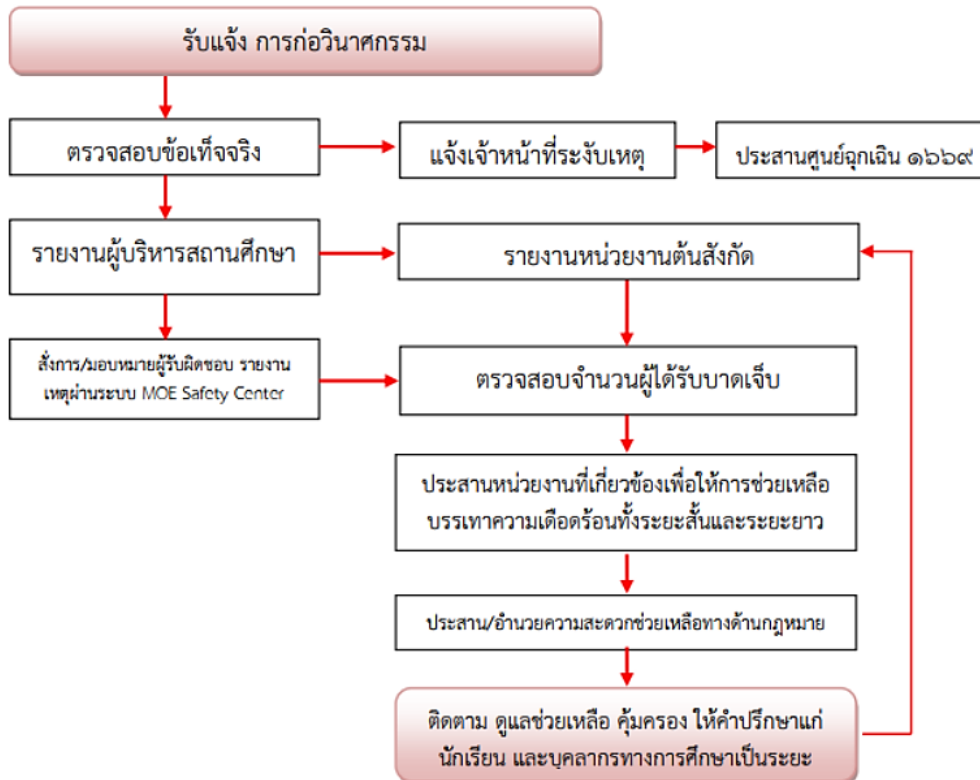 รับแจ้ง การก่อวินาศกรรม
ตรวจสอบข้อเท็จจริง
แจ้งเจ้าหน้าที่ระงับเหตุ
ประสานศูนย์ฉุกเฉิน ๑๖๖๙
รายงานผู้บริหารสถานศึกษา
รายงานหน่วยงานต้นสังกัด
สั่งการ/มอบหมายผู้รับผิดชอบ รายงาน
เหตุผ่านระบบ MOE Safety Center
ตรวจสอบจำนวนผู้ได้รับบาดเจ็บ
ประสานหน่วยงานที่เกี่ยวข้องเพื่อให้การช่วยเหลือ
บรรเทาความเดือดร้อนทั้งระยะสั้นและระยะยาว
ประสาน/อำนวยความสะดวกช่วยเหลือทางด้านกฎหมาย
ติดตาม ดูแลช่วยเหลือ คุ้มครอง ให้คำปรึกษาแก่
นักเรียน และบุคลากรทางการศึกษาเป็นระยะ